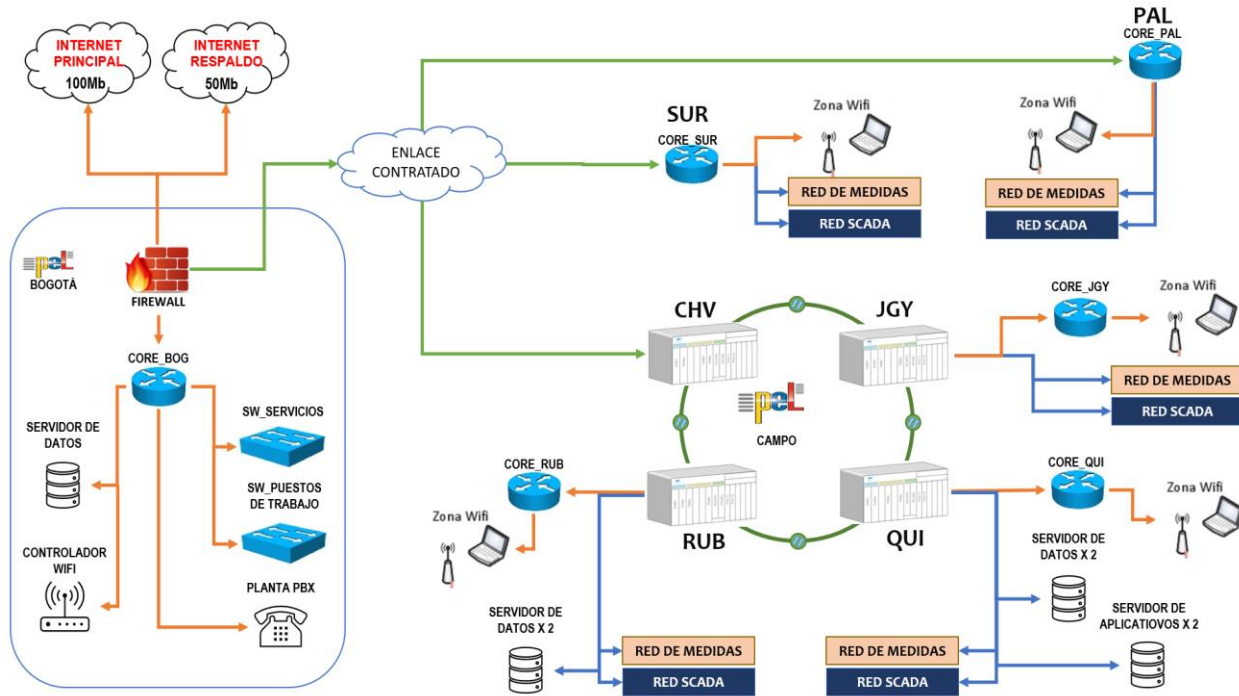 INTERNET
PRINCIPAL
100Mb
INTERNET
RESPALDO
50Mb
PAL
CORE_PAL
Zona Wifi
RED DE MEDIDAS
RED SCADA
SUR
CORE_SUR
Zona Wifi
RED DE MEDIDAS
RED SCADA
ENLACE
CONTRATADO
peL
BOGOTÁ
FIREWALL
CORE_BOG
SW_SERVICIOS
SERVIDOR DE
DATOS
SW_PUESTOS
DE TRABAJO
CONTROLADOR
WIFI
PLANTA PBX
CHV
JGY
CORE_JGY
Zona Wifi
RED DE MEDIDAS
RED SCADA
peL
CAMPO
RUB
CORE_RUB
Zona Wifi
SERVIDOR DE
DATOS X 2
RED DE MEDIDAS
RED SCADA
QUI
CORE_QUI
Zona Wifi
SERVIDOR DE
DATOS X 2
SERVIDOR DE
APLICATIOVOS X 2
RED DE MEDIDAS
RED SCADA